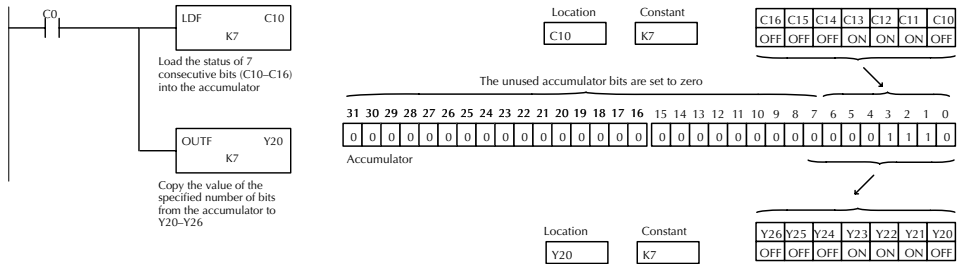 C0
LDF C10
K7
Load the status of 7
consecutive bits (C10–C16)
into the accumulator
OUTF Y20
K7
Copy the value of the
specified number of bits
from the accumulator to
Y20–Y26
Location Constant
C10 K7
C16 C15 C14 C13 C12 C11 C10
OFF OFF OFF ON ON ON OFF
The unused accumulator bits are set to zero
31 30 29 28 27 26 25 24 23 22 21 20 19 18 17 16 15 14 13 12 11 10 9 8 7 6 5 4 3 2 1 0
0 0 0 0 0 0 0 0 0 0 0 0 0 0 0 0 0 0 0 0 0 0 0 0 0 0 0 0 1 1 1 0
Accumulator
Location Constant
Y20 K7
Y26 Y25 Y24 Y23 Y22 Y21 Y20
OFF OFF OFF ON ON ON OFF